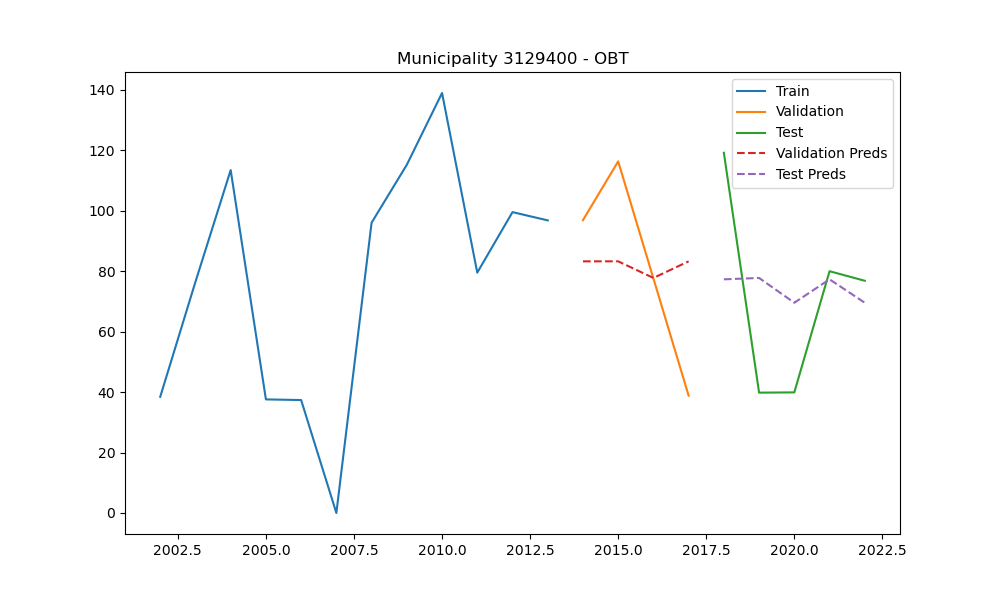 Municipality 3129400 - OBT
140
120
100
80
60
40
20
0
2002.5 2005.0 2007.5 2010.0 2012.5 2015.0 2017.5 2020.0 2022.5
Train
Validation
Test
Validation Preds
Test Preds